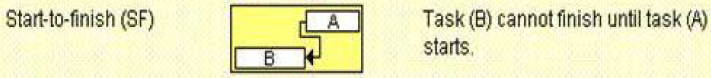 Start-to-finish (SF)
A
B
Task (B) cannot finish until task (A)
starts.